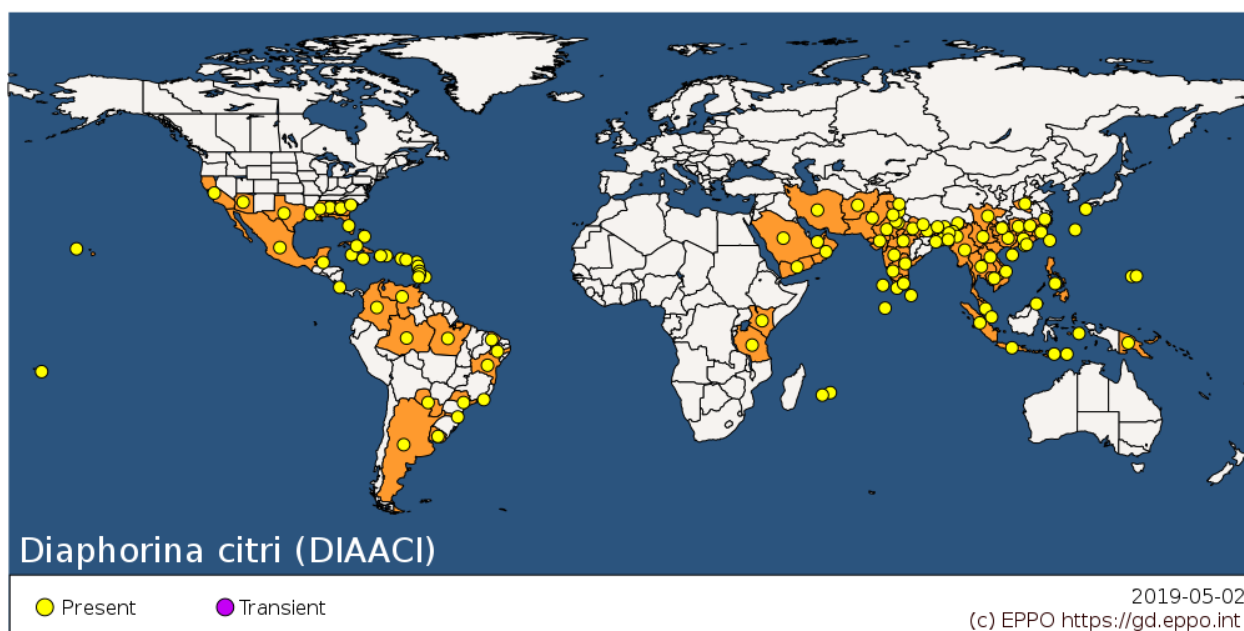 Diaphorina citri (DIAACI)
Present
Transient
2019-05-02
(c) EPPO https://gd.eppo.int